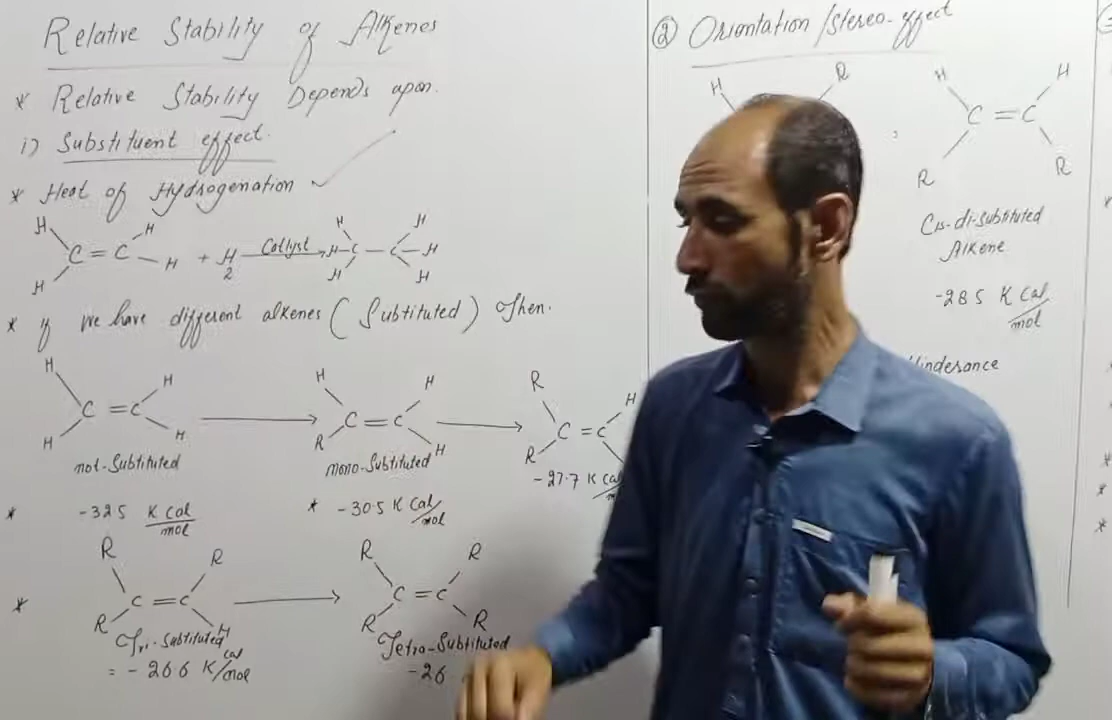 Relative Stability of Alkenes
* Relative Stability Depends upon.
i) Substituent effect.
* Heat of Hydrogenation ✓
H H
C = C + H2 Catlyst H C — C H
H H H H
* if we have different alkenes (Subtituted) then.
H H
C = C
H H
not-Substituted
H H
C = C
R H
mono-Substituted
R H
C = C
R
-27.7 K Cal
* -32.5 K Cal/mol
* -30.5 K Cal/mol
* R R
C = C
R H
Tri-Sabtituted
= -26.6 K cal/mol
R R
C = C
R R
Tetra-Substituted
-26
② Orientation/Stereo-effect
H R
H H
C = C
R R
Cis-di-substituted
Alkene
-28.5 K Cal/mol
Hinderance
* * * *